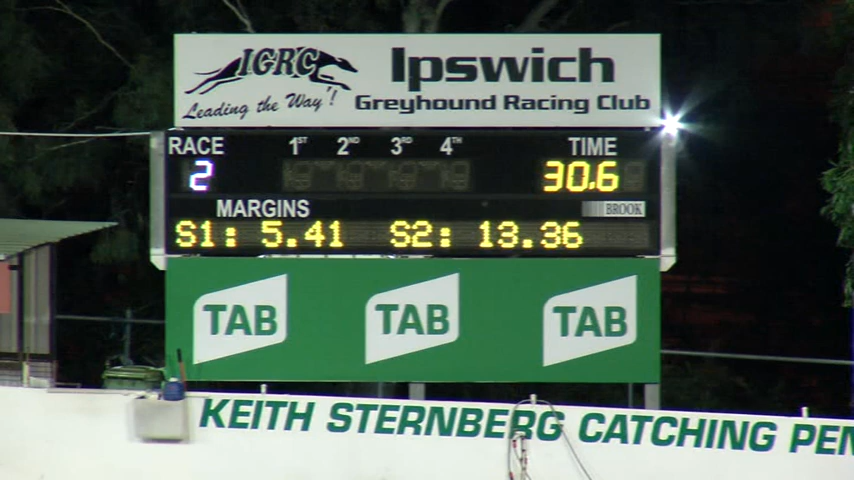 IGRC
Leading the Way'!
Ipswich
Greyhound Racing Club
RACE 1ST 2ND 3RD 4TH TIME
2 30.6
MARGINS BROOK
S1: 5.41 S2: 13.36
TAB TAB TAB
KEITH STERNBERG CATCHING PEN